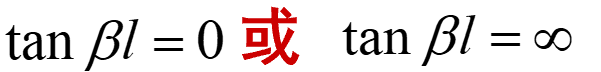 tan βl = 0 或 tan βl = ∞